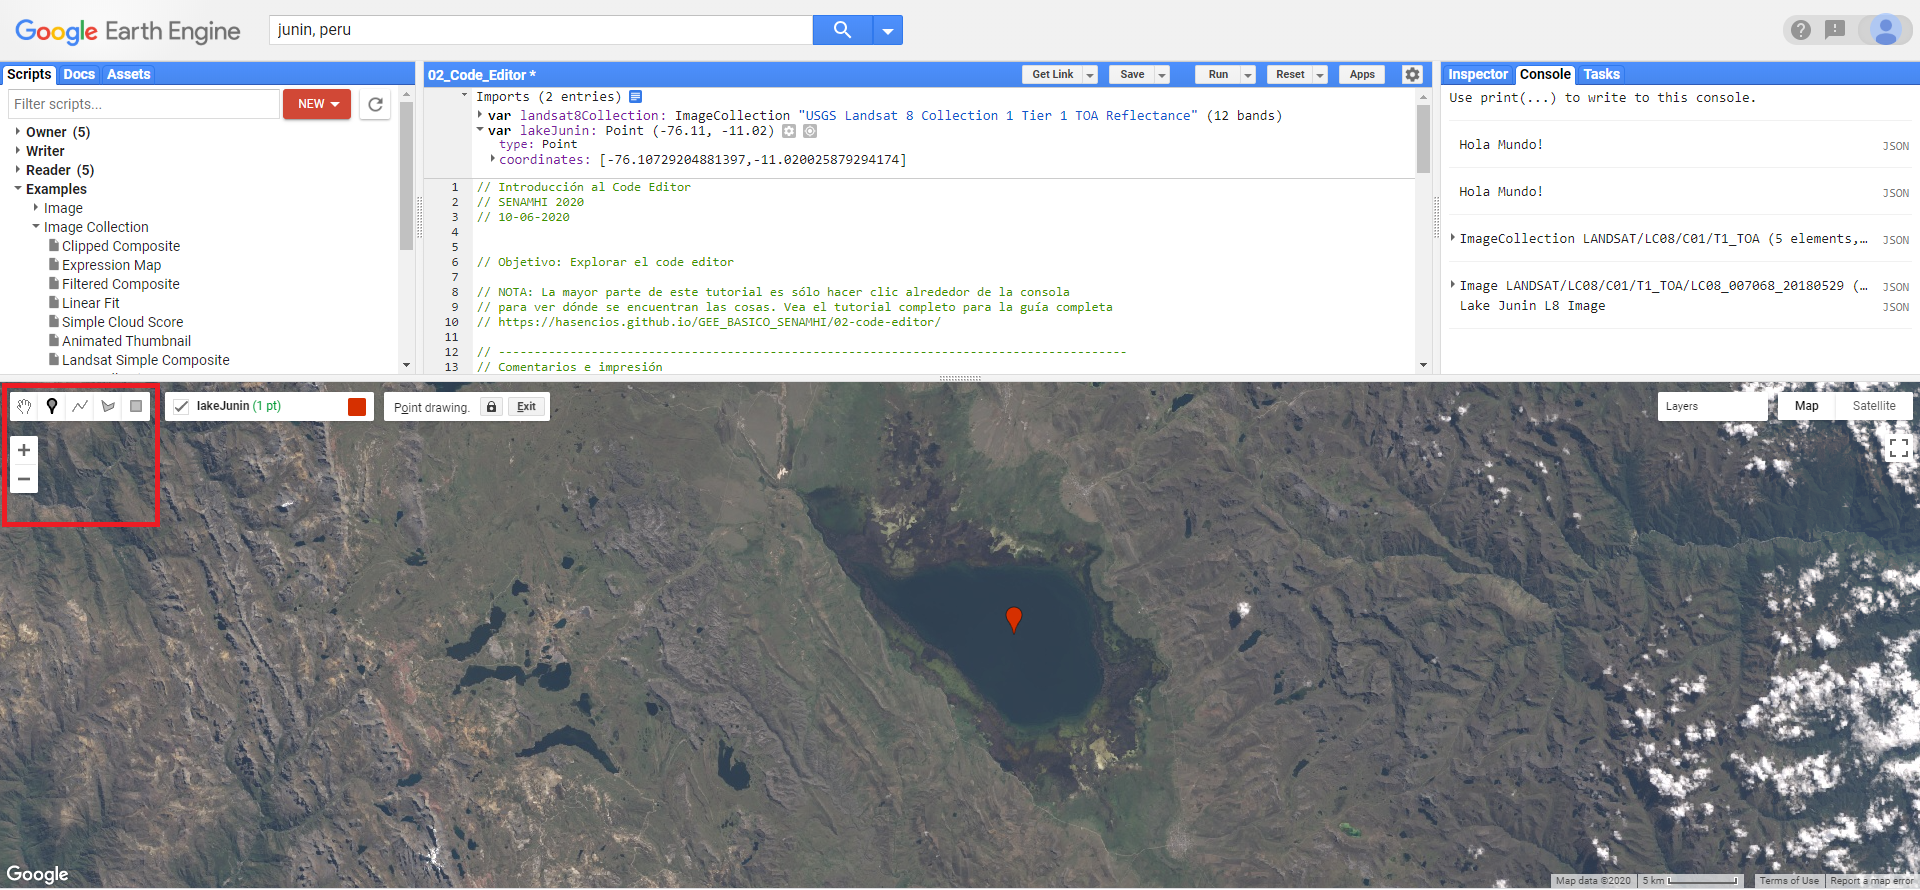 Google Earth Engine
junin, peru
Scripts Docs Assets
Filter scripts...
NEW
Owner (5)
Writer
Reader (5)
Examples
Image
Image Collection
Clipped Composite
Expression Map
Filtered Composite
Linear Fit
Simple Cloud Score
Animated Thumbnail
Landsat Simple Composite
02_Code_Editor *
Get Link Save Run Reset Apps
Imports (2 entries)
var landsat8Collection: ImageCollection "USGS Landsat 8 Collection 1 Tier 1 TOA Reflectance" (12 bands)
var lakeJunin: Point (-76.11, -11.02)
type: Point
coordinates: [-76.10729204881397,-11.020025879294174]
1 // Introducción al Code Editor
2 // SENAMHI 2020
3 // 10-06-2020
4
5
6 // Objetivo: Explorar el code editor
7
8 // NOTA: La mayor parte de este tutorial es sólo hacer clic alrededor de la consola
9 // para ver dónde se encuentran las cosas. Vea el tutorial completo para la guía completa
10 // https://hasencios.github.io/GEE_BASICO_SENAMHI/02-code-editor/
11
12 // ----------------------------------------------------------------------------------------
13 // Comentarios e impresión
Inspector Console Tasks
Use print(...) to write to this console.
Hola Mundo! JSON
Hola Mundo! JSON
ImageCollection LANDSAT/LC08/C01/T1_TOA (5 elements,… JSON
Image LANDSAT/LC08/C01/T1_TOA/LC08_007068_20180529 (… JSON
Lake Junin L8 Image JSON
lakeJunin (1 pt)
Point drawing. Exit
Layers
Map Satellite
Google
Map data ©2020 5 km Terms of Use Report a map error